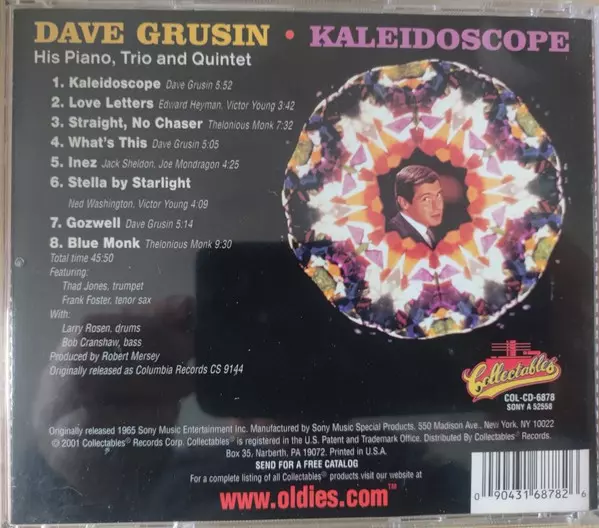 DAVE GRUSIN • KALEIDOSCOPE
His Piano, Trio and Quintet
1. Kaleidoscope Dave Grusin 5:52
2. Love Letters Edward Heyman, Victor Young 3:42
3. Straight, No Chaser Thelonious Monk 7:32
4. What's This Dave Grusin 5:05
5. Inez Jack Sheldon, Joe Mondragon 4:25
6. Stella by Starlight
Ned Washington, Victor Young 4:09
7. Gozwell Dave Grusin 5:14
8. Blue Monk Thelonious Monk 9:30
Total time 45:50
Featuring:
Thad Jones, trumpet
Frank Foster, tenor sax
With:
Larry Rosen, drums
Bob Cranshaw, bass
Produced by Robert Mersey
Originally released as Columbia Records CS 9144
Collectables
COL-CD-6878
SONY A 52558
Originally released 1965 Sony Music Entertainment Inc. Manufactured by Sony Music Special Products, 550 Madison Ave., New York, NY 10022
© 2001 Collectables® Records Corp. Collectables® is registered in the U.S. Patent and Trademark Office. Distributed By Collectables® Records.
Box 35, Narberth, PA 19072. Printed in U.S.A.
SEND FOR A FREE CATALOG
For a complete listing of all Collectables® products visit our website at
www.oldies.com™
0 90431 68782 6